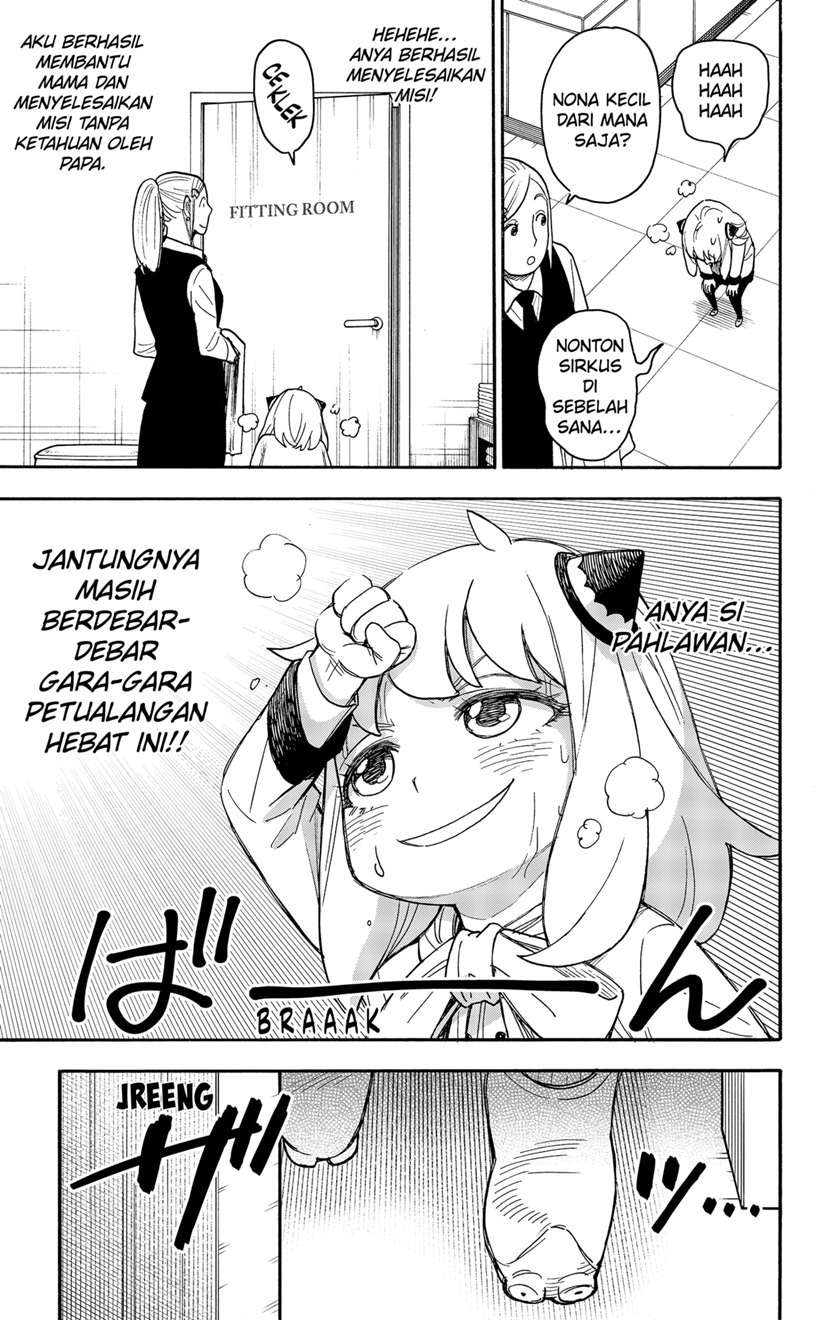 HAAH
HAAH
HAAH
NONA KECIL
DARI MANA
SAJA?
NONTON
SIRKUS
DI
SEBELAH
SANA...
HEHEHE...
ANYA BERHASIL
MENYELESAIKAN
MISI!
CEKLEK
AKU BERHASIL
MEMBANTU
MAMA DAN
MENYELESAIKAN
MISI TANPA
KETAHUAN OLEH
PAPA.
FITTING ROOM
ANYA SI
PAHLAWAN...
JANTUNGNYA
MASIH
BERDEBAR-
DEBAR
GARA-GARA
PETUALANGAN
HEBAT INI!!
ばーん
BRAAAK
JREENG
ザッ...